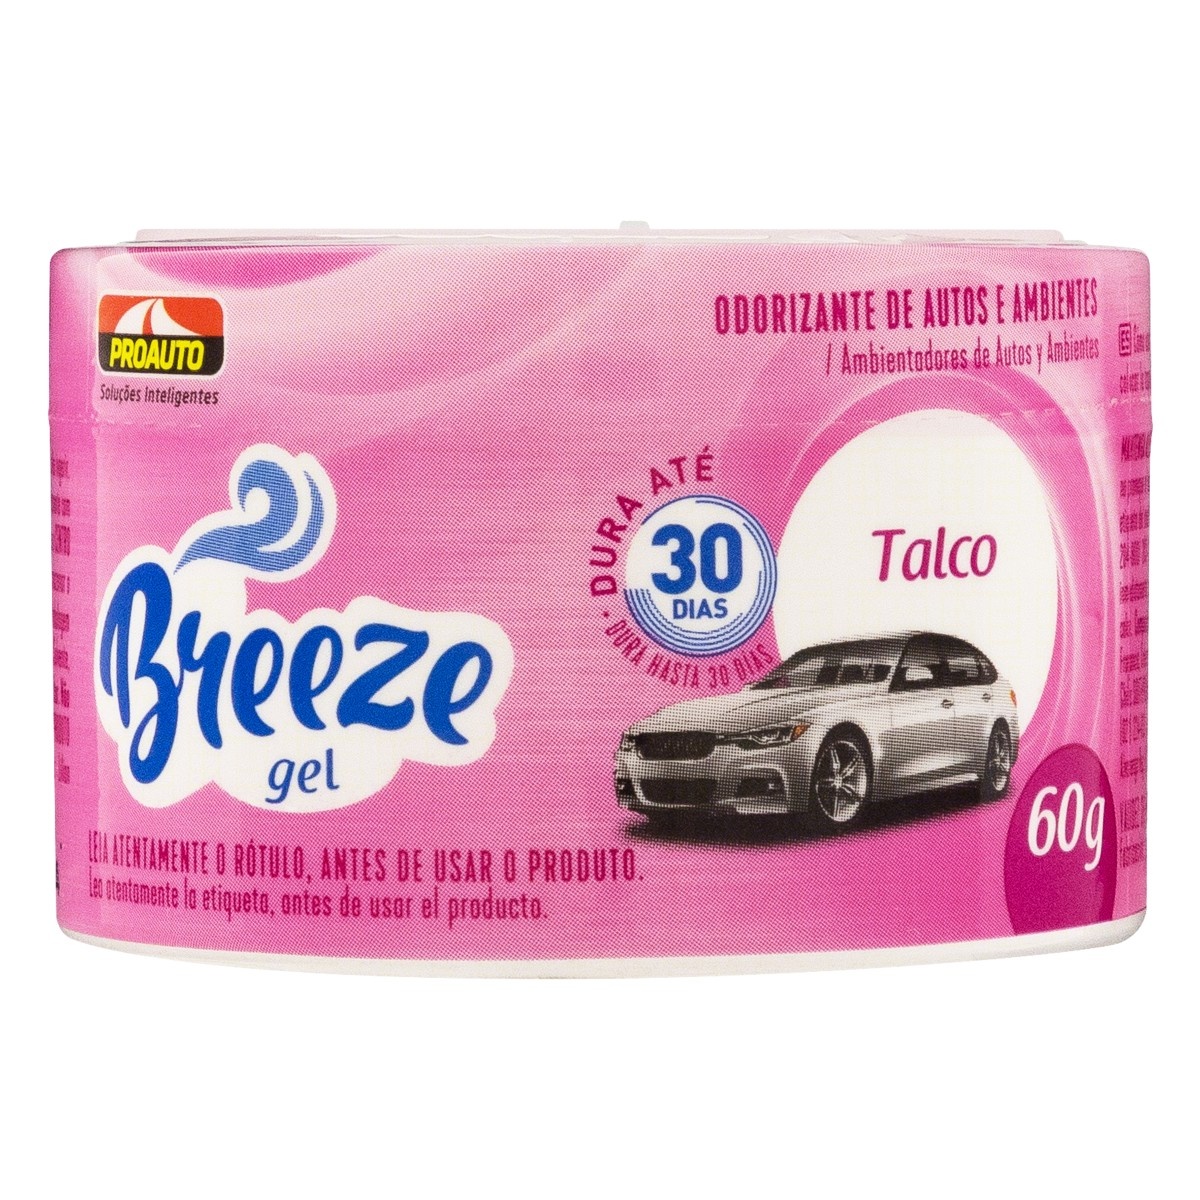 PROAUTO
Soluções Inteligentes
ODORIZANTE DE AUTOS E AMBIENTES
/ Ambientadores de Autos y Ambientes
Breeze
gel
DURA ATÉ
30
DIAS
DURA HASTA 30 DIAS
Talco
60g
LEIA ATENTAMENTE O RÓTULO, ANTES DE USAR O PRODUTO.
Lea atentamente la etiqueta, antes de usar el producto.
ES